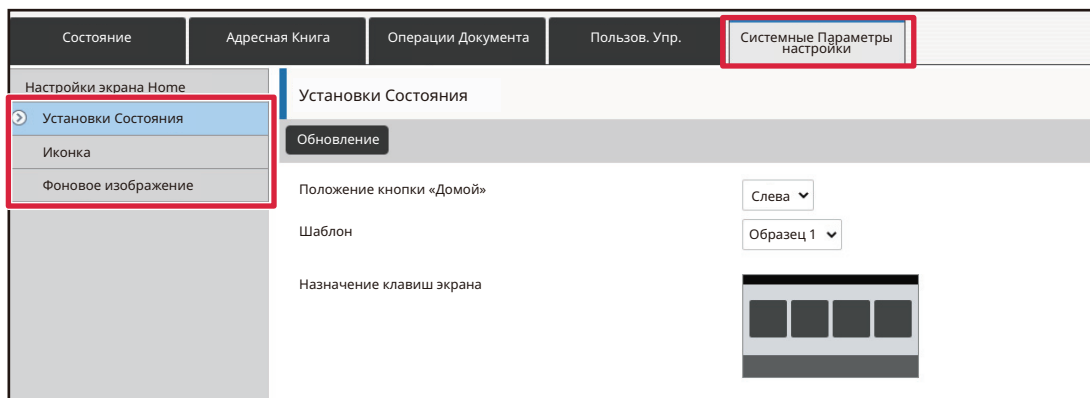 Состояние
Адресная Книга
Операции Документа
Пользов. Упр.
Системные Параметры
настройки
Настройки экрана Home
Установки Состояния
Иконка
Фоновое изображение
Установки Состояния
Обновление
Положение кнопки «Домой»
Слева
Шаблон
Образец 1
Назначение клавиш экрана